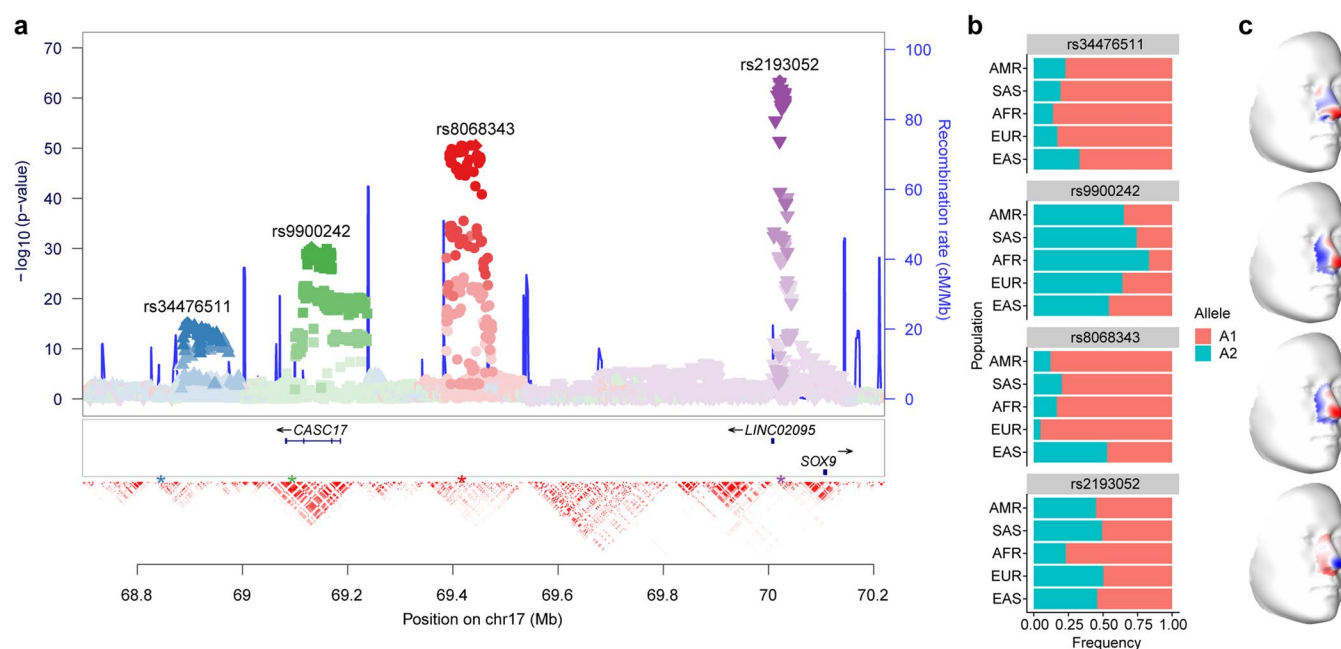 a
b
c
70
60
50
40
30
20
10
0
− log10 (p-value)
100
80
60
40
20
0
Recombination rate (cM/Mb)
rs34476511
rs9900242
rs8068343
rs2193052
CASC17
LINC02095
SOX9
*
*
*
*
68.8
69
69.2
69.4
69.6
69.8
70
70.2
Position on chr17 (Mb)
Population
rs34476511
AMR
SAS
AFR
EUR
EAS
rs9900242
AMR
SAS
AFR
EUR
EAS
rs8068343
AMR
SAS
AFR
EUR
EAS
rs2193052
AMR
SAS
AFR
EUR
EAS
0.00 0.25 0.50 0.75 1.00
Frequency
Allele
A1
A2